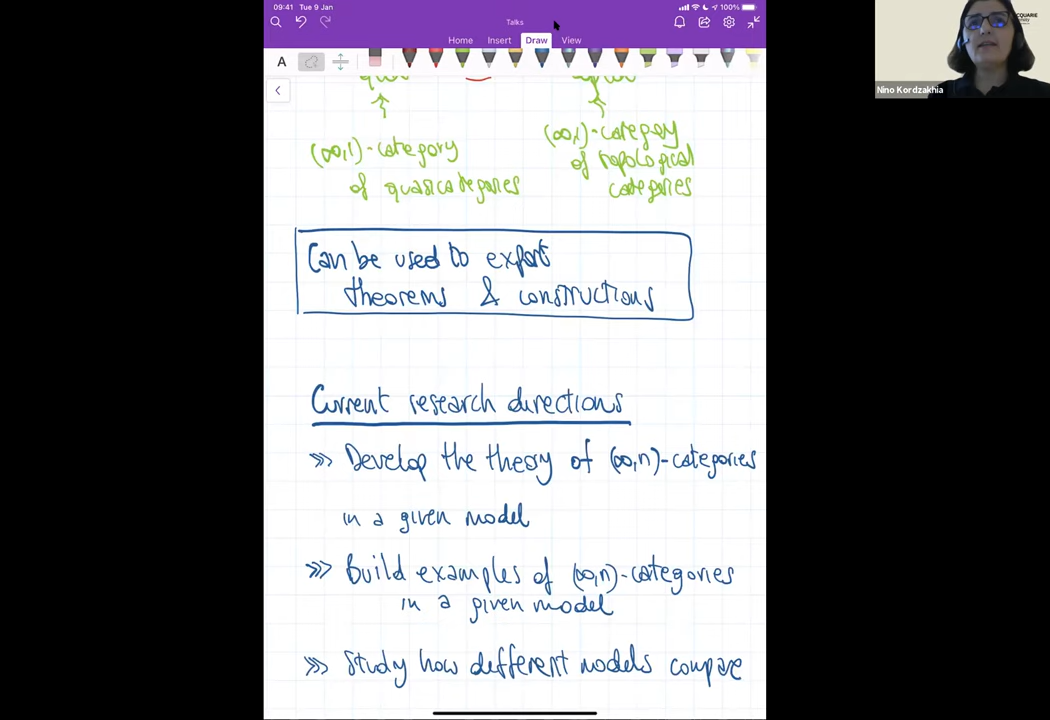 09:41 Tue 9 Jan
100%
Talks
Home Insert Draw View
A
(∞,1)-category
of quasicategories
(∞,1)-category
of topological
categories
Can be used to export
theorems & constructions
Current research directions
>>> Develop the theory of (∞,n)-categories
in a given model
>>> Build examples of (∞,n)-categories
in a given model
>>> Study how different models compare
Nino Kordzakhia